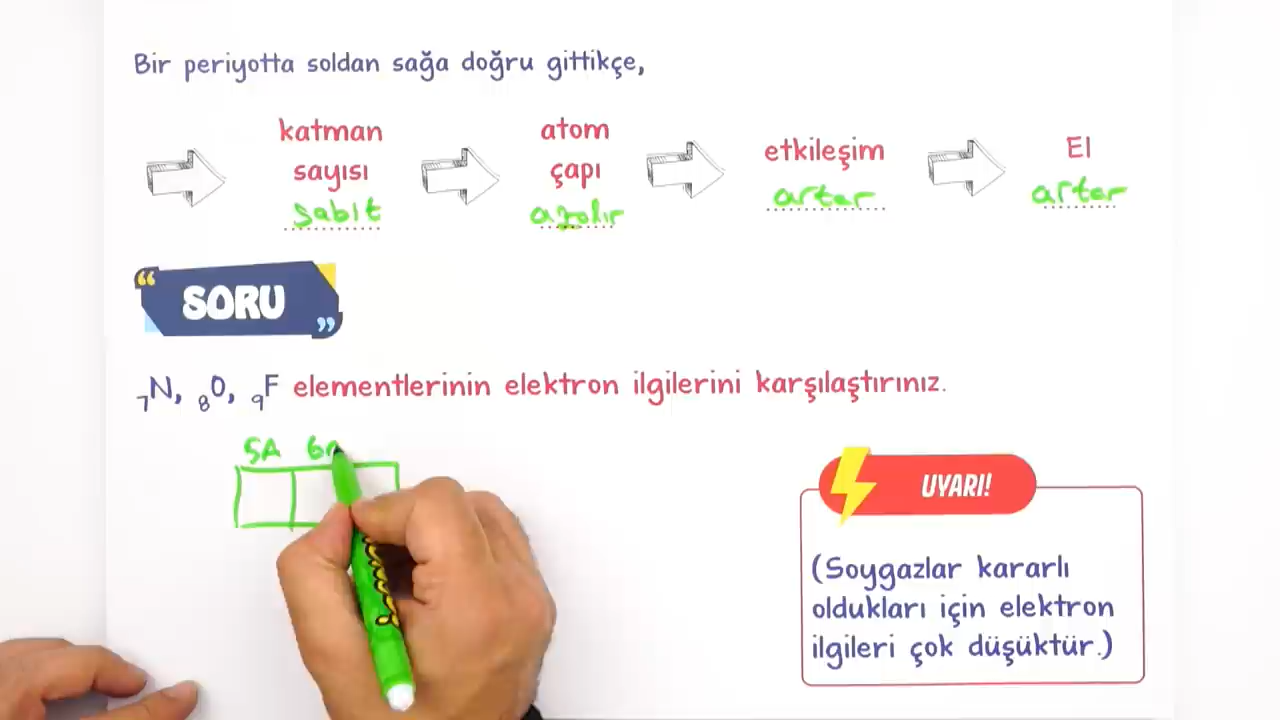 Bir periyotta soldan sağa doğru gittikçe,
katman sayısı sabit
atom çapı azalır
etkileşim artar
EI artar
“ SORU ”
7N, 8O, 9F elementlerinin elektron ilgilerini karşılaştırınız.
5A 6
UYARI!
(Soygazlar kararlı
oldukları için elektron
ilgileri çok düşüktür.)